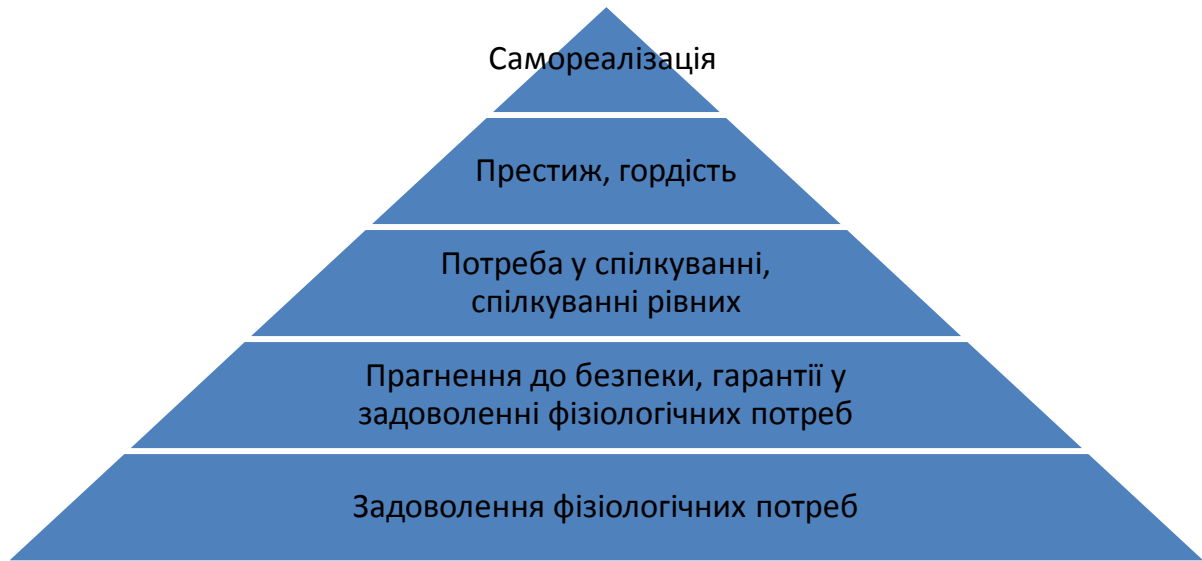 Самореалізація
Престиж, гордість
Потреба у спілкуванні,
спілкуванні рівних
Прагнення до безпеки, гарантії у
задоволенні фізіологічних потреб
Задоволення фізіологічних потреб